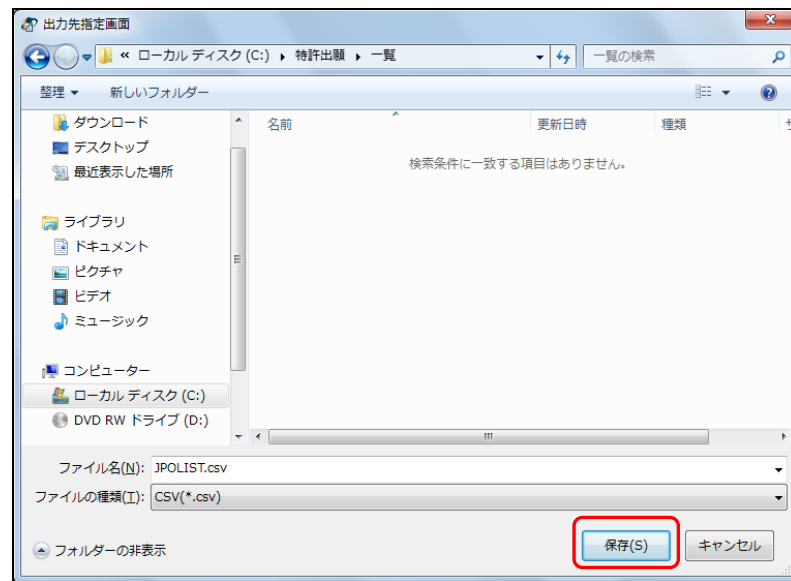 出力先指定画面
x
« ローカル ディスク (C:) ▸ 特許出願 ▸ 一覧
一覧の検索
整理 ▼ 新しいフォルダー
?
名前 更新日時 種類
検索条件に一致する項目はありません。
ダウンロード
デスクトップ
最近表示した場所
ライブラリ
ドキュメント
ピクチャ
ビデオ
ミュージック
コンピューター
ローカル ディスク (C:)
DVD RW ドライブ (D:)
ファイル名(N): JPOLIST.csv
ファイルの種類(T): CSV(*.csv)
フォルダーの非表示
保存(S)
キャンセル